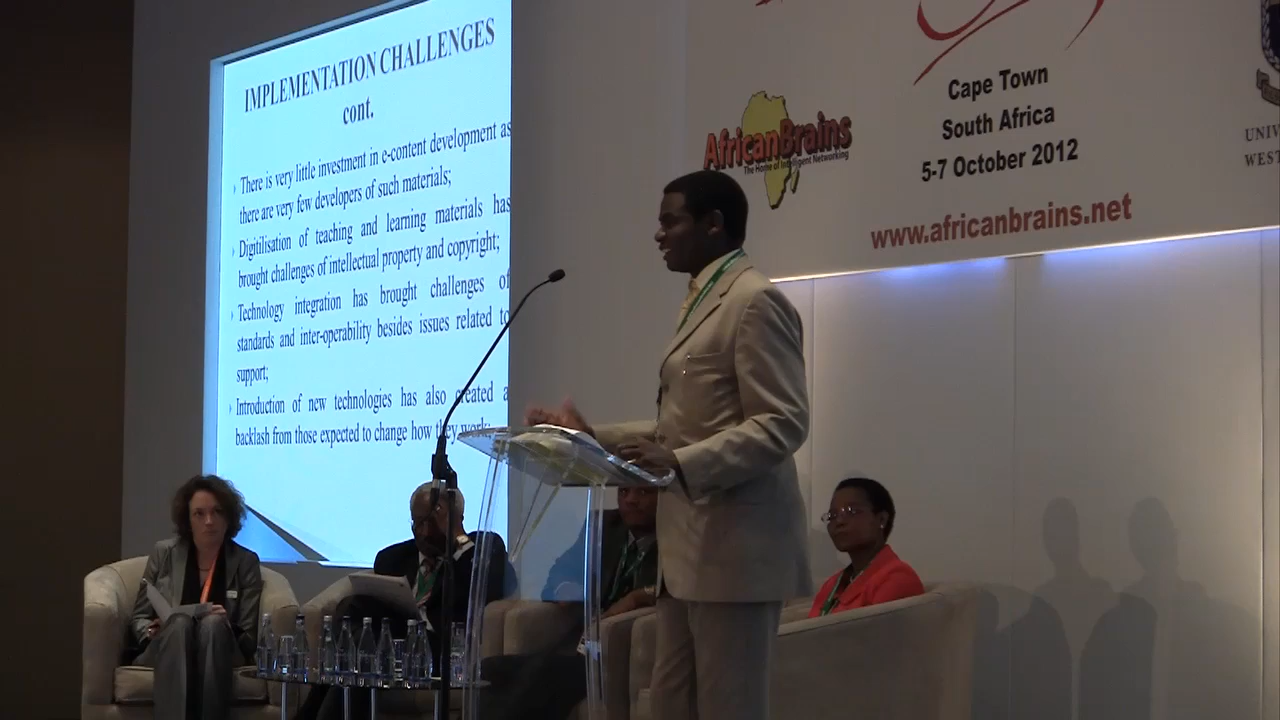 IMPLEMENTATION CHALLENGES
cont.
There is very little investment in e-content development as
there are very few developers of such materials;
Digitilisation of teaching and learning materials has
brought challenges of intellectual property and copyright;
Technology integration has brought challenges of
standards and inter-operability besides issues related to
support;
Introduction of new technologies has also created a
backlash from those expected to change how they work;
AfricanBrains
The Home of Intelligent Networking
Cape Town
South Africa
5-7 October 2012
www.africanbrains.net
UNIV
WEST